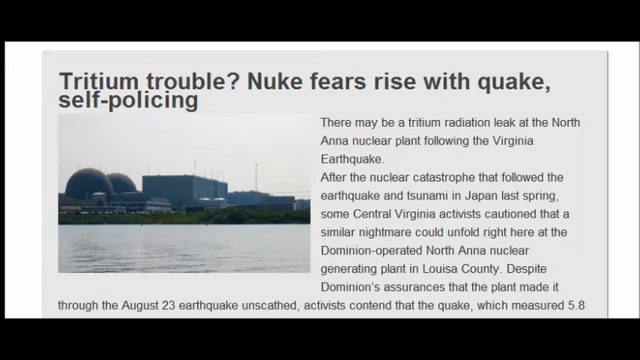 Tritium trouble? Nuke fears rise with quake,
self-policing
There may be a tritium radiation leak at the North
Anna nuclear plant following the Virginia
Earthquake.
After the nuclear catastrophe that followed the
earthquake and tsunami in Japan last spring,
some Central Virginia activists cautioned that a
similar nightmare could unfold right here at the
Dominion-operated North Anna nuclear
generating plant in Louisa County. Despite
Dominion's assurances that the plant made it
through the August 23 earthquake unscathed, activists contend that the quake, which measured 5.8